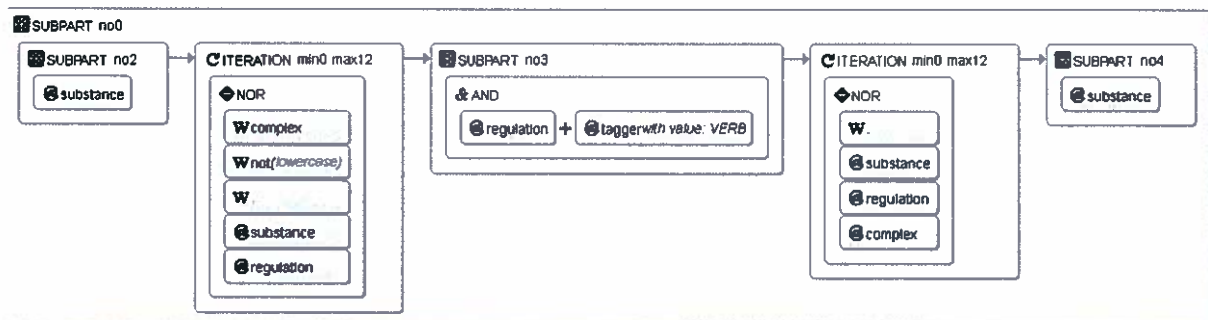 SUBPART no0
SUBPART no2
@substance
ITERATION min0 max12
NOR
W complex
W not(lowercase)
W .
@substance
@regulation
SUBPART no3
& AND
@regulation + @tagger with value: VERB
ITERATION min0 max12
NOR
W .
@substance
@regulation
@complex
SUBPART no4
@substance